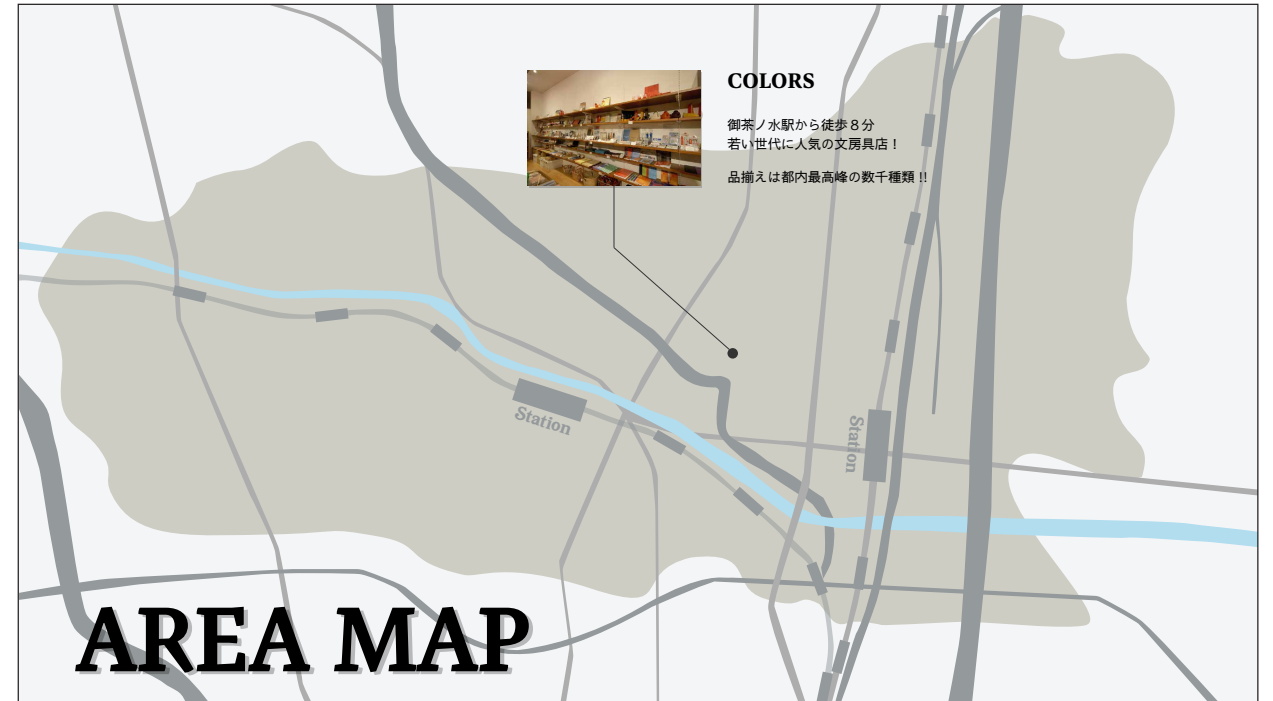 COLORS
御茶ノ水駅から徒歩８分
若い世代に人気の文房具店！
品揃えは都内最高峰の数千種類 !!
Station
Station
AREA MAP